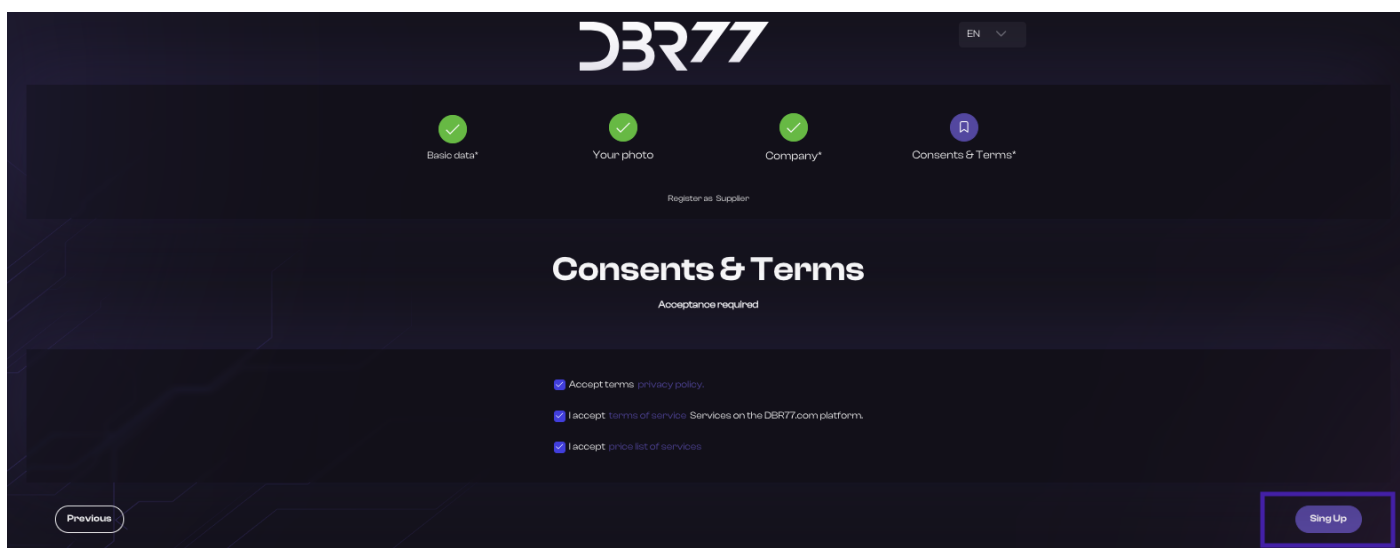 DBR77
EN
Basic data*
Your photo
Company*
Consents & Terms*
Register as Supplier
Consents & Terms
Acceptance required
Accept terms privacy policy.
I accept terms of service Services on the DBR77.com platform.
I accept price list of services
Previous
Sing Up